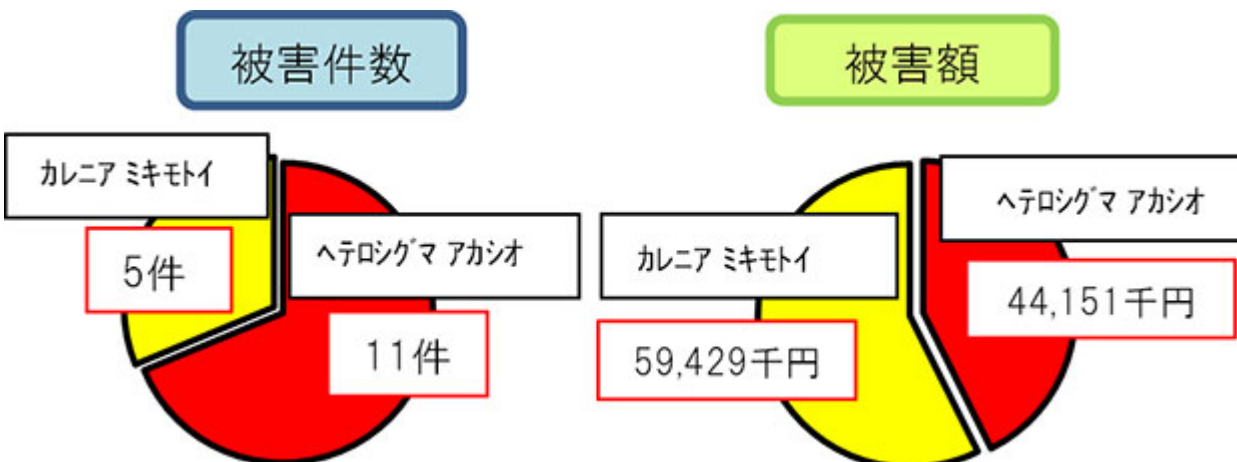 被害件数
カレニア ミキモトイ
5件
ヘテロシグマ アカシオ
11件
被害額
ヘテロシグマ アカシオ
44,151千円
カレニア ミキモトイ
59,429千円